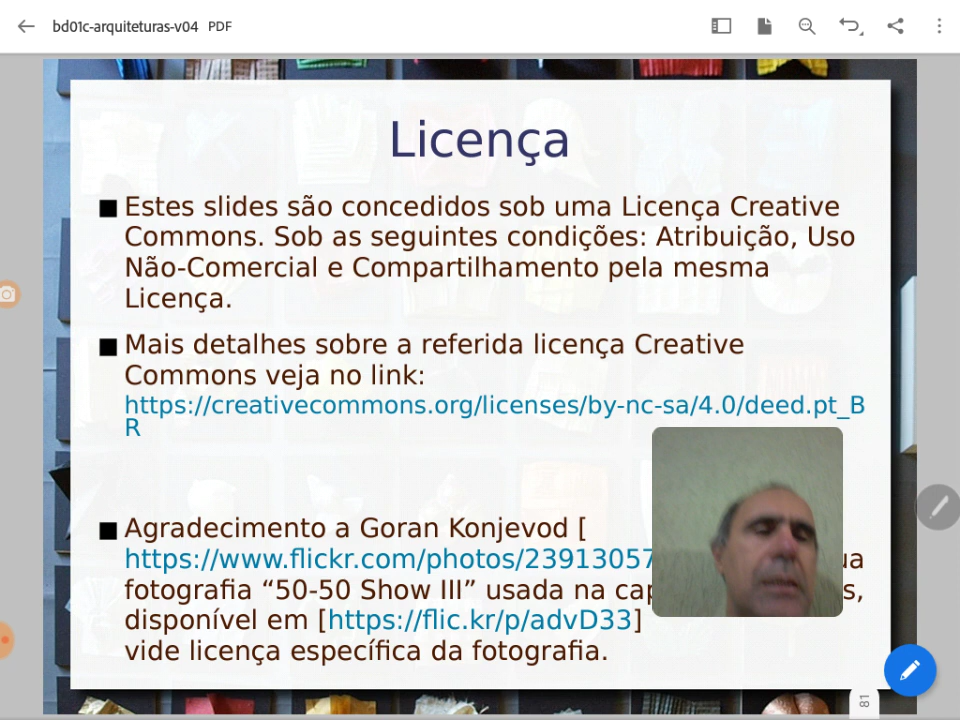 bd01c-arquiteturas-v04 PDF
Licença
Estes slides são concedidos sob uma Licença Creative
Commons. Sob as seguintes condições: Atribuição, Uso
Não-Comercial e Compartilhamento pela mesma
Licença.
Mais detalhes sobre a referida licença Creative
Commons veja no link:
https://creativecommons.org/licenses/by-nc-sa/4.0/deed.pt_B
R
Agradecimento a Goran Konjevod [
https://www.flickr.com/photos/23913057
fotografia “50-50 Show III” usada na
disponível em [https://flic.kr/p/advD33]
vide licença específica da fotografia.
81